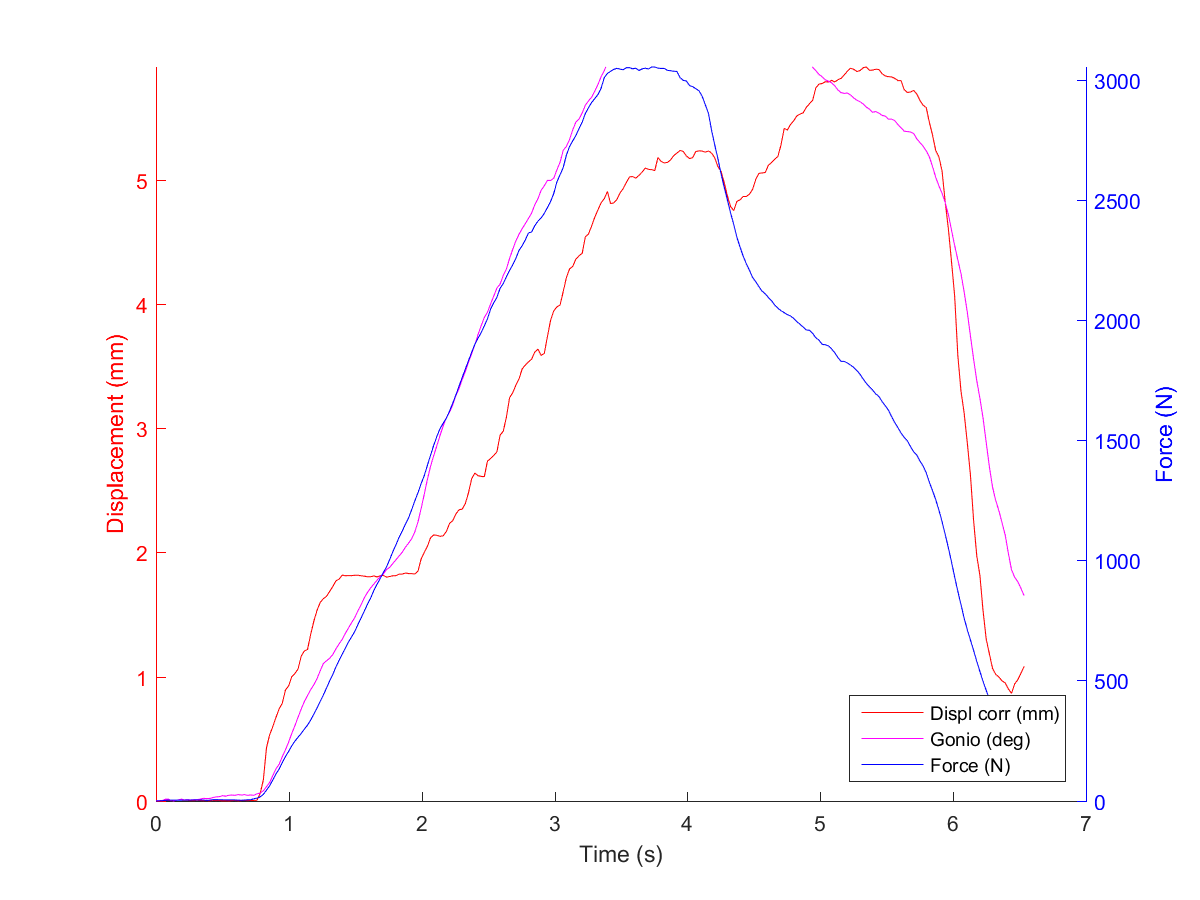 Displacement (mm)
5
4
3
2
1
0
3000
2500
2000
1500
1000
500
0
Force (N)
Displ corr (mm)
Gonio (deg)
Force (N)
0 1 2 3 4 5 6 7
Time (s)